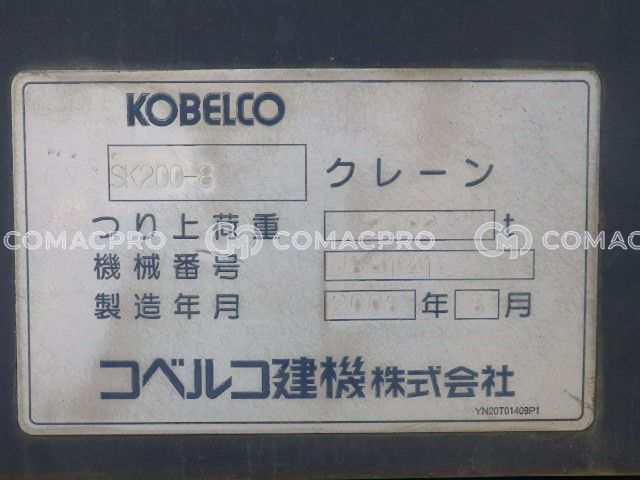 KOBELCO
SK200-8 クレーン
つり上荷重 t
COMACPRO COMACPRO COMACPRO
機械番号
製造年月 年 月
コベルコ建機株式会社
YN20T01409P1